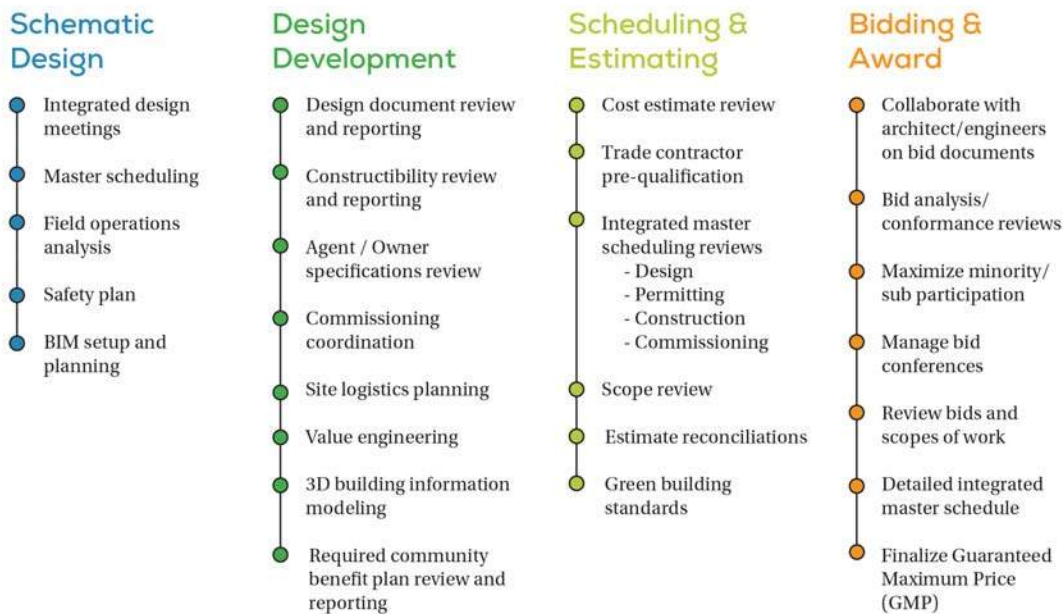 Schematic
Design
Integrated design
meetings
Master scheduling
Field operations
analysis
Safety plan
BIM setup and
planning
Design
Development
Design document review
and reporting
Constructibility review
and reporting
Agent / Owner
specifications review
Commissioning
coordination
Site logistics planning
Value engineering
3D building information
modeling
Required community
benefit plan review and
reporting
Scheduling &
Estimating
Cost estimate review
Trade contractor
pre-qualification
Integrated master
scheduling reviews
- Design
- Permitting
- Construction
- Commissioning
Scope review
Estimate reconciliations
Green building
standards
Bidding &
Award
Collaborate with
architect/engineers
on bid documents
Bid analysis/
conformance reviews
Maximize minority/
sub participation
Manage bid
conferences
Review bids and
scopes of work
Detailed integrated
master schedule
Finalize Guaranteed
Maximum Price
(GMP)